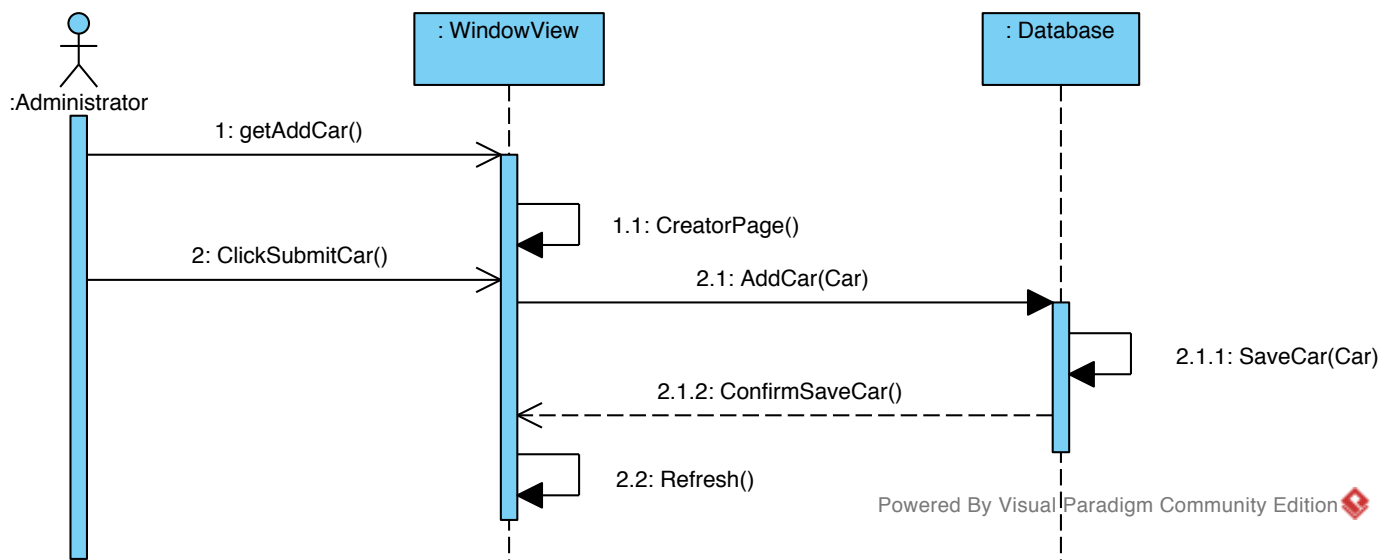 : WindowView
: Database
:Administrator
1: getAddCar()
1.1: CreatorPage()
2: ClickSubmitCar()
2.1: AddCar(Car)
2.1.1: SaveCar(Car)
2.1.2: ConfirmSaveCar()
2.2: Refresh()
Powered By Visual Paradigm Community Edition